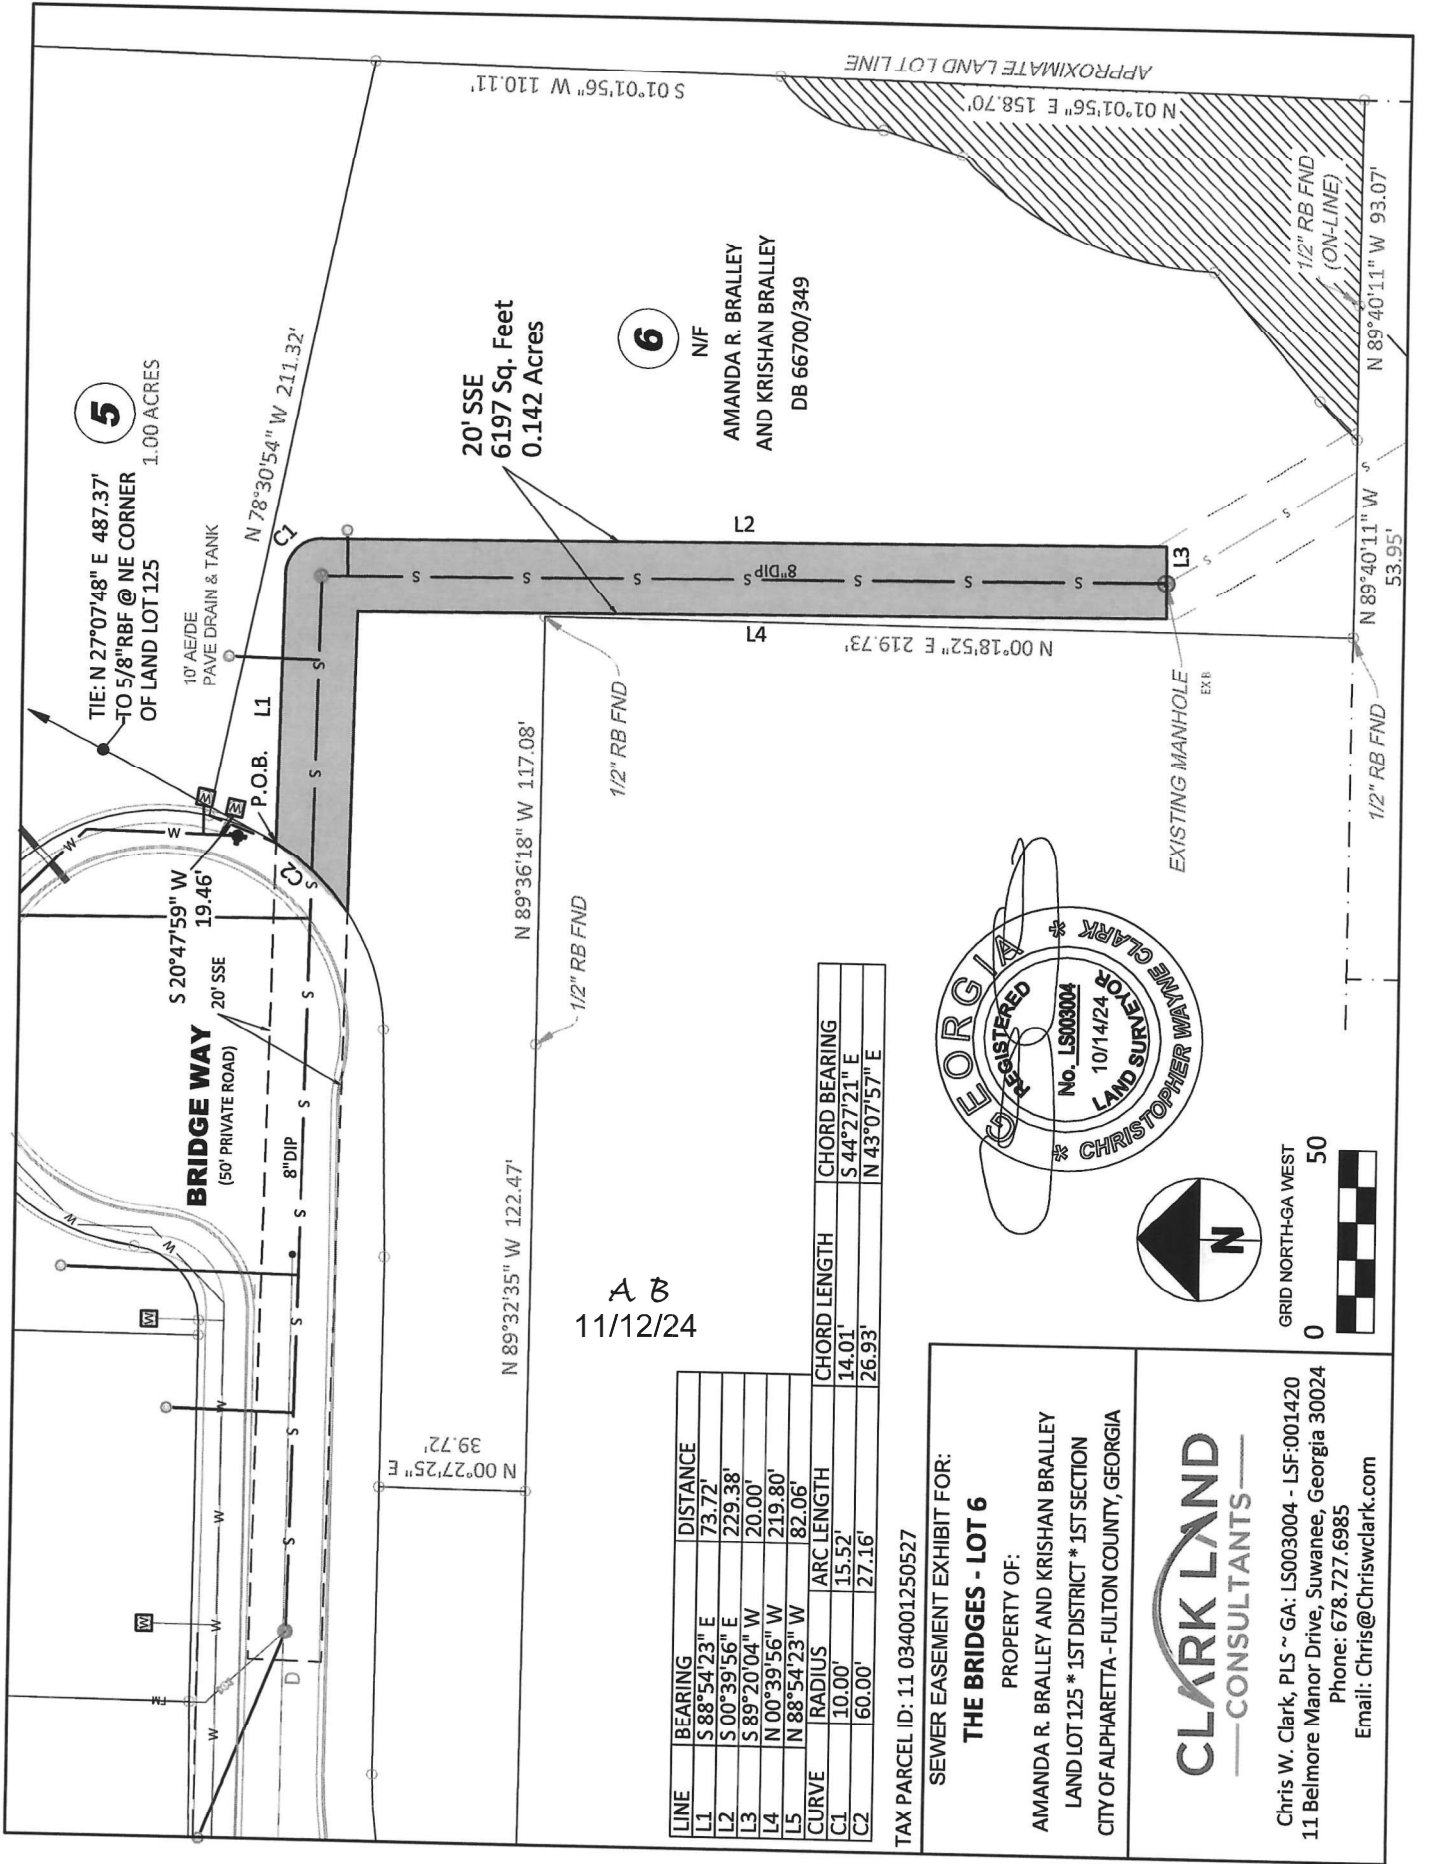 5
1.00 ACRES
TIE: N 27°07'48" E 487.37'
TO 5/8"RBF @ NE CORNER
OF LAND LOT 125
10' AE/DE
PAVE DRAIN & TANK
N 78°30'54" W 211.32'
S 01°01'56" W 110.11'
APPROXIMATE LAND LOT LINE
N 01°01'56" E 158.70'
C1
L1
P.O.B.
C2
S 20°47'59" W
19.46'
20' SSE
BRIDGE WAY
(50' PRIVATE ROAD)
8"DIP
W
W
W
W
W
W
W
W
W
W
W
W
FM
D
S
S
S
S
S
S
S
S
S
20' SSE
6197 Sq. Feet
0.142 Acres
6
N/F
AMANDA R. BRALLEY
AND KRISHAN BRALLEY
DB 66700/349
L2
S
S
S
S
8"DIP
S
S
S
L4
N 00°18'52" E 219.73'
L3
S
S
S
1/2" RB FND
(ON-LINE)
N 89°40'11" W 93.07'
N 89°40'11" W
53.95'
EXISTING MANHOLE
EX B
1/2" RB FND
1/2" RB FND
N 89°36'18" W 117.08'
1/2" RB FND
N 89°32'35" W 122.47'
N 00°27'25" E
39.72'
A B
11/12/24
LINE BEARING DISTANCE
L1 S 88°54'23" E 73.72'
L2 S 00°39'56" E 229.38'
L3 S 89°20'04" W 20.00'
L4 N 00°39'56" W 219.80'
L5 N 88°54'23" W 82.06'
CURVE RADIUS ARC LENGTH CHORD LENGTH CHORD BEARING
C1 10.00' 15.52' 14.01' S 44°27'21" E
C2 60.00' 27.16' 26.93' N 43°07'57" E
GEORGIA
REGISTERED
No. LS003004
10/14/24
LAND SURVEYOR
* CHRISTOPHER WAYNE CLARK *
N
GRID NORTH-GA WEST
0 50
TAX PARCEL ID: 11 034001250527
SEWER EASEMENT EXHIBIT FOR:
THE BRIDGES - LOT 6
PROPERTY OF:
AMANDA R. BRALLEY AND KRISHAN BRALLEY
LAND LOT 125 * 1ST DISTRICT * 1ST SECTION
CITY OF ALPHARETTA - FULTON COUNTY, GEORGIA
CLARK LAND
CONSULTANTS
Chris W. Clark, PLS ~ GA: LS003004 - LSF:001420
11 Belmore Manor Drive, Suwanee, Georgia 30024
Phone: 678.727.6985
Email: Chris@Chriswclark.com